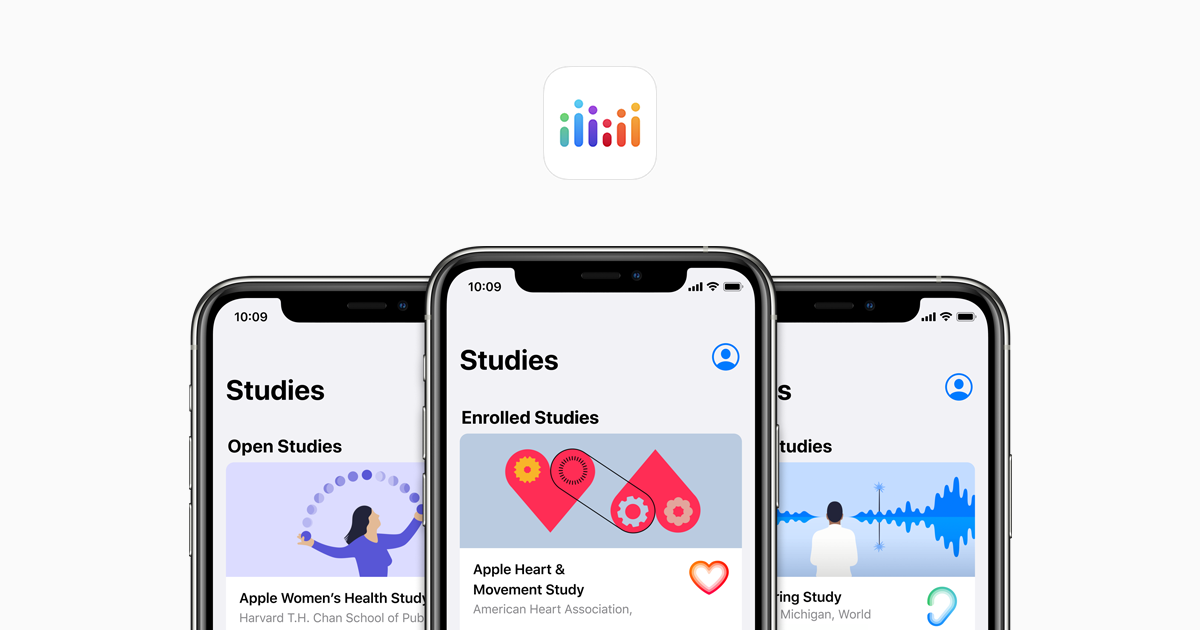 10:09
Studies
Open Studies
Apple Women's Health Study
Harvard T.H. Chan School of Pub
10:09
Studies
Enrolled Studies
Apple Heart &
Movement Study
American Heart Association,
s
tudies
ring Study
Michigan, World